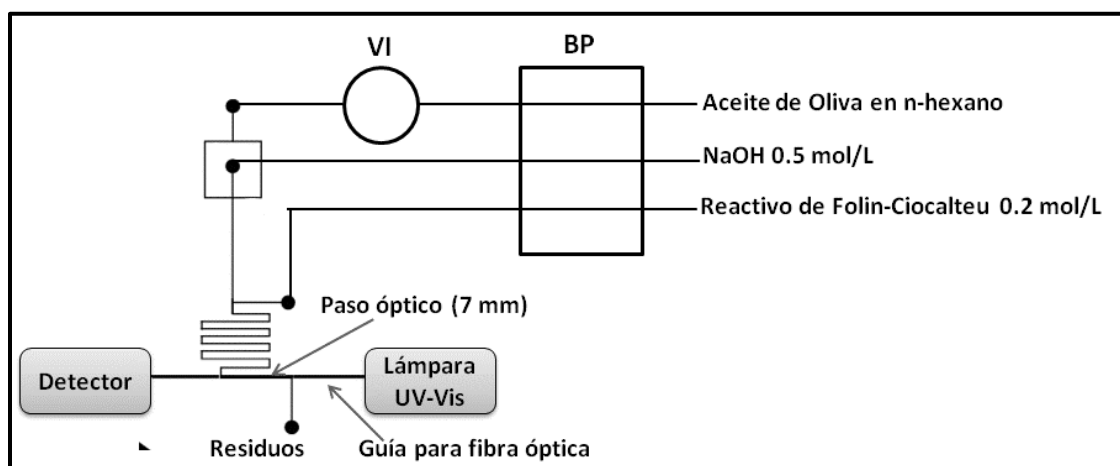 VI
BP
Aceite de Oliva en n-hexano
NaOH 0.5 mol/L
Reactivo de Folin-Ciocalteu 0.2 mol/L
Paso óptico (7 mm)
Detector
Lámpara
UV-Vis
Residuos
Guía para fibra óptica